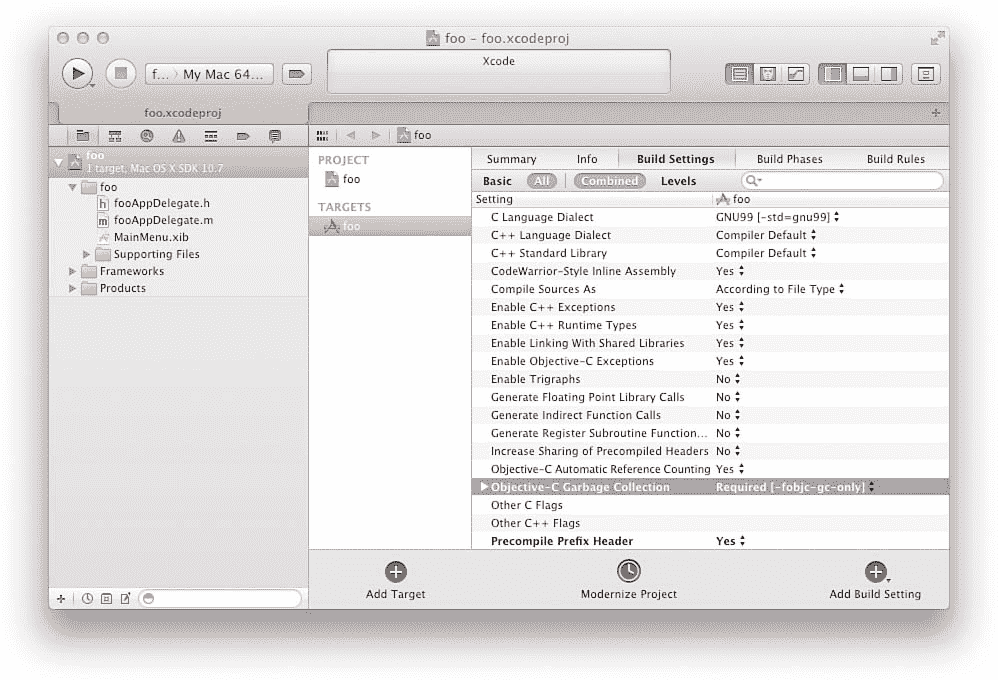 foo – foo.xcodeproj
f... 〉 My Mac 64...
Xcode
foo.xcodeproj
foo
foo
1 target, Mac OS X SDK 10.7
foo
h fooAppDelegate.h
m fooAppDelegate.m
MainMenu.xib
Supporting Files
Frameworks
Products
PROJECT
foo
TARGETS
foo
Summary Info Build Settings Build Phases Build Rules
Basic All Combined Levels
Setting foo
C Language Dialect GNU99 [-std=gnu99]
C++ Language Dialect Compiler Default
C++ Standard Library Compiler Default
CodeWarrior-Style Inline Assembly Yes
Compile Sources As According to File Type
Enable C++ Exceptions Yes
Enable C++ Runtime Types Yes
Enable Linking With Shared Libraries Yes
Enable Objective-C Exceptions Yes
Enable Trigraphs No
Generate Floating Point Library Calls No
Generate Indirect Function Calls No
Generate Register Subroutine Function... No
Increase Sharing of Precompiled Headers No
Objective-C Automatic Reference Counting Yes
Objective-C Garbage Collection Required [-fobjc-gc-only]
Other C Flags
Other C++ Flags
Precompile Prefix Header Yes
Add Target Modernize Project Add Build Setting